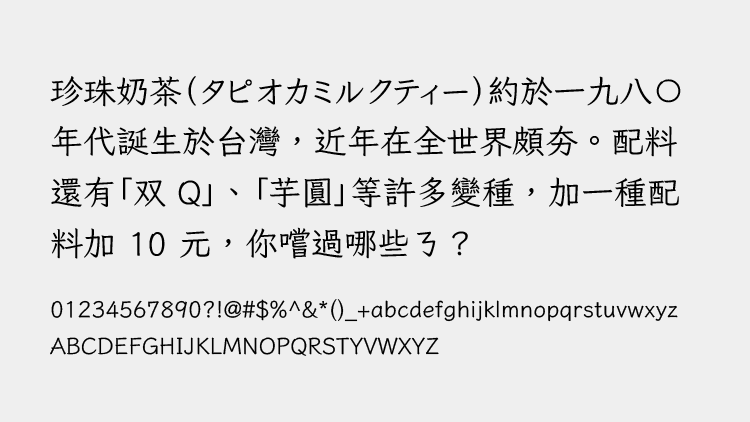 珍珠奶茶(タピオカミルクティー)約於一九八〇
年代誕生於台灣，近年在全世界頗夯。配料
還有「双 Q」、「芋圓」等許多變種，加一種配
料加 10 元，你嚐過哪些ㄋ？
01234567890?!@#$%^&*()_+abcdefghijklmnopqrstuvwxyz
ABCDEFGHIJKLMNOPQRSTYVWXYZ